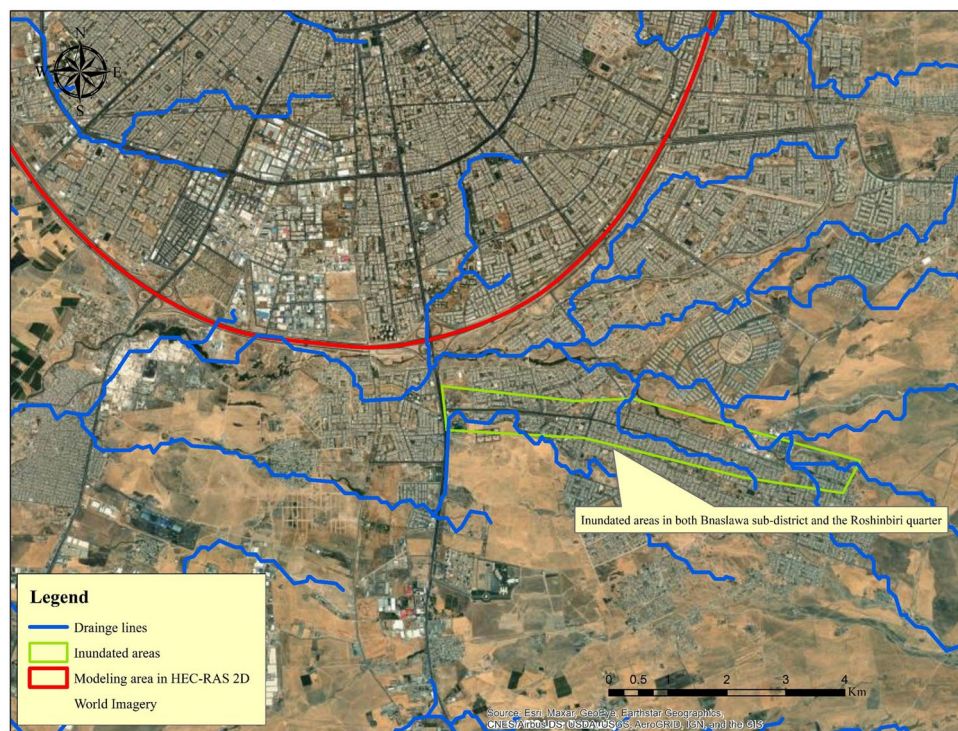 N
W E
S
Inundated areas in both Bnaslawa sub-district and the Roshinbiri quarter
Legend
Drainge lines
Inundated areas
Modeling area in HEC-RAS 2D
World Imagery
0 0.5 1 2 3 4
Km
Source: Esri, Maxar, GeoEye, Earthstar Geographics,
CNES/Airbus DS, USDA, USGS, AeroGRID, IGN, and the GIS